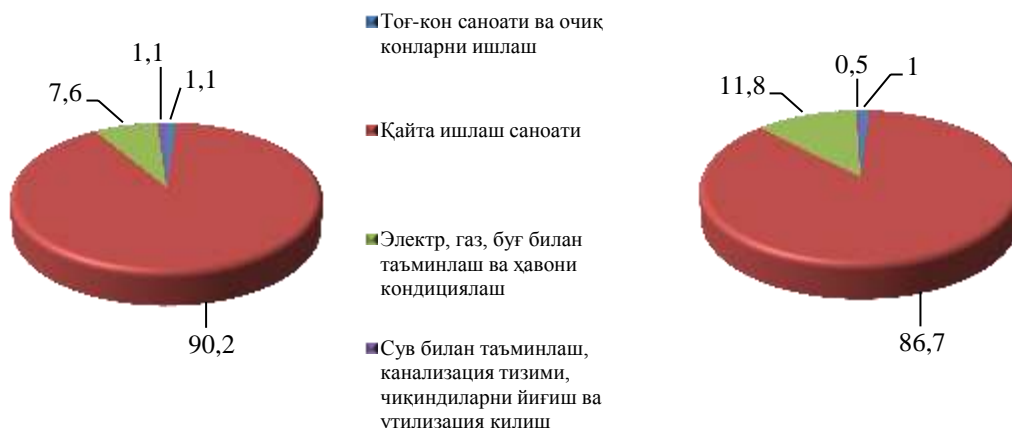 1,1
1,1
7,6
90,2
Тоғ-кон саноати ва очиқ
конларни ишлаш
Қайта ишлаш саноати
Электр, газ, буғ билан
таъминлаш ва ҳавони
кондициялаш
Сув билан таъминлаш,
канализация тизими,
чиқиндиларни йиғиш ва
утилизация қилиш
0,5
1
11,8
86,7